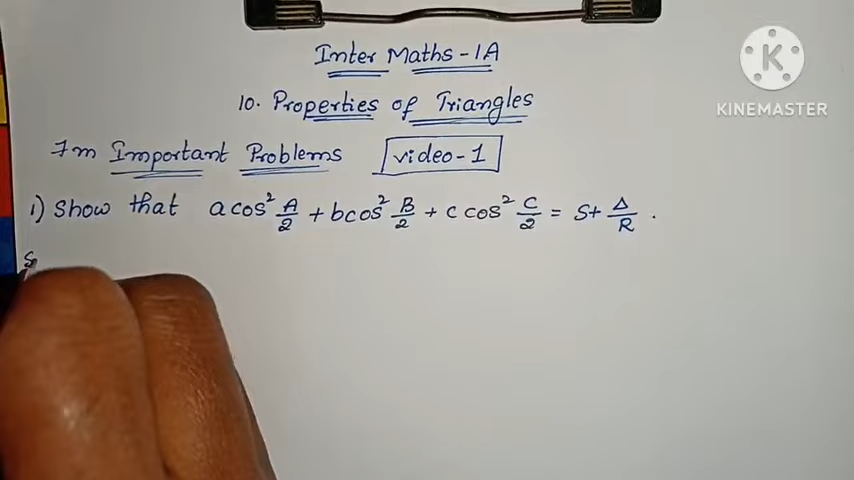 Inter Maths-1A
10. Properties of Triangles
7m Important Problems video-1
1) Show that a cos² A/2 + b cos² B/2 + c cos² C/2 = s + Δ/R .
S
K
KINEMASTER